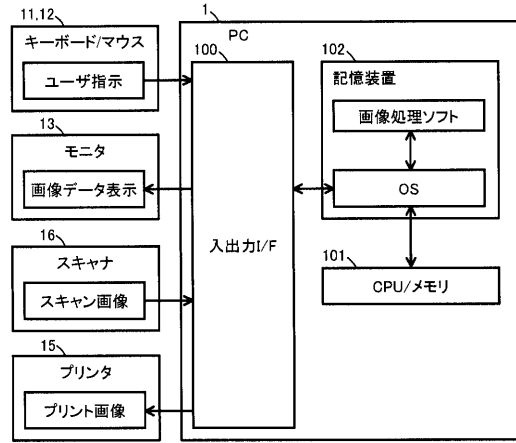 11,12
キーボード/マウス
ユーザ指示
13
モニタ
画像データ表示
16
スキャナ
スキャン画像
15
プリンタ
プリント画像
1
PC
100
入出力I/F
102
記憶装置
画像処理ソフト
OS
101
CPU/メモリ